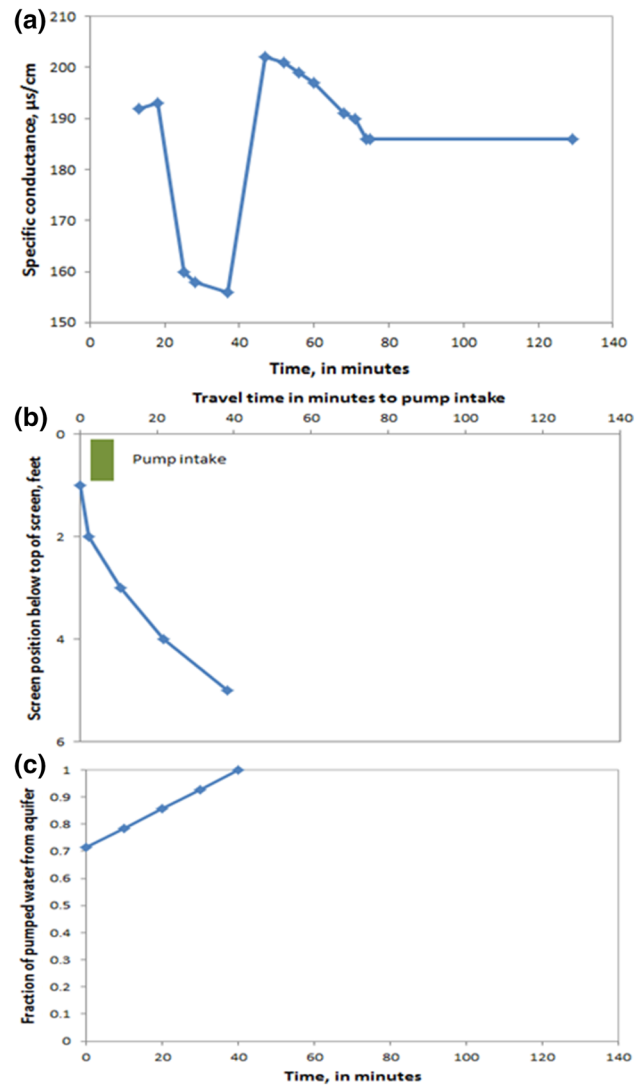 (a)
210
200
190
180
170
160
150
Specific conductance, µs/cm
0 20 40 60 80 100 120 140
Time, in minutes
(b)
Travel time in minutes to pump intake
0 20 40 60 80 100 120 140
0
2
4
6
Screen position below top of screen, feet
Pump intake
(c)
1
0.9
0.8
0.7
0.6
0.5
0.4
0.3
0.2
0.1
0
Fraction of pumped water from aquifer
0 20 40 60 80 100 120 140
Time, in minutes